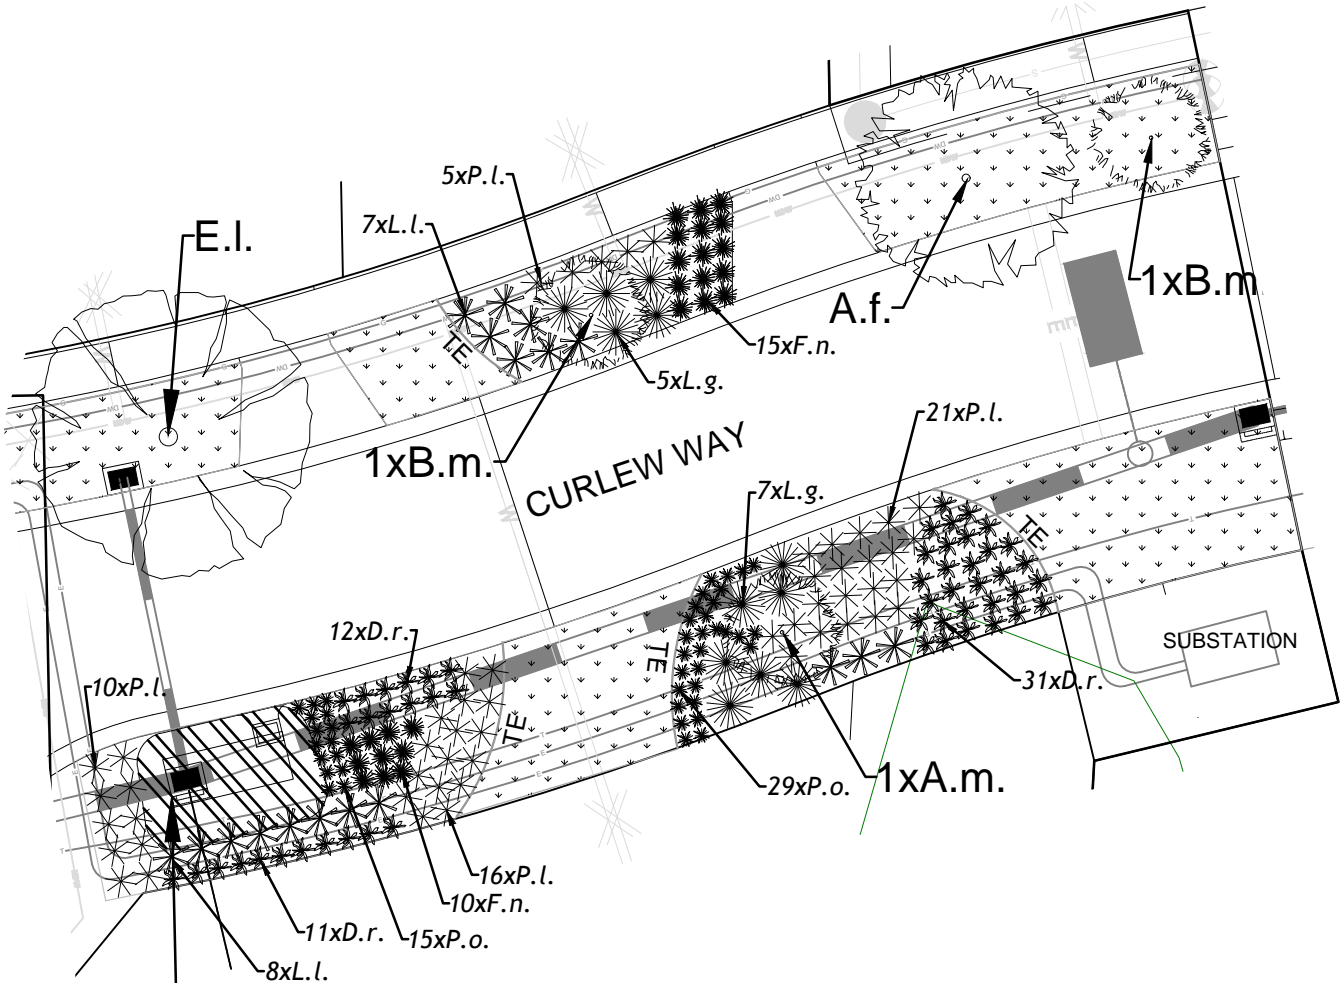 5xP.l.
7xL.l.
E.l.
1xB.m
A.f.
15xF.n.
TE
5xL.g.
21xP.l.
1xB.m.
CURLEW WAY
7xL.g.
TE
12xD.r.
TE
SUBSTATION
10xP.l.
31xD.r.
TE
29xP.o.
1xA.m.
16xP.l.
10xF.n.
11xD.r.
15xP.o.
8xL.l.